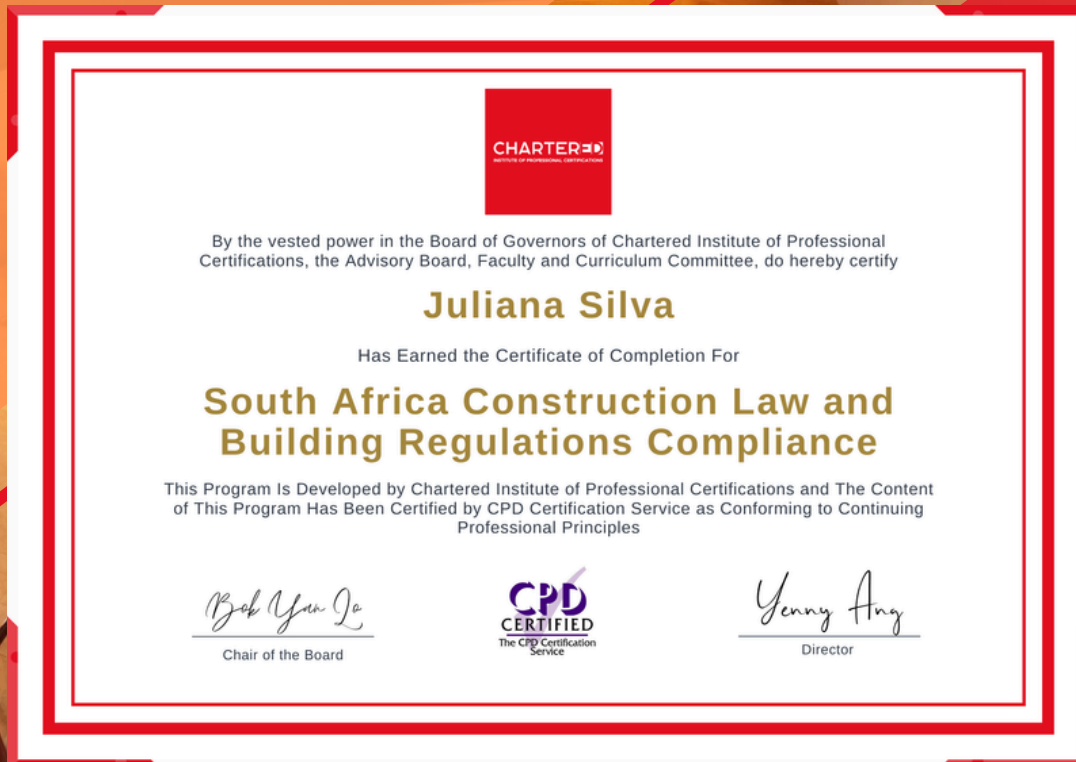 CHARTERED
INSTITUTE OF PROFESSIONAL CERTIFICATIONS
By the vested power in the Board of Governors of Chartered Institute of Professional
Certifications, the Advisory Board, Faculty and Curriculum Committee, do hereby certify
Juliana Silva
Has Earned the Certificate of Completion For
South Africa Construction Law and
Building Regulations Compliance
This Program Is Developed by Chartered Institute of Professional Certifications and The Content
of This Program Has Been Certified by CPD Certification Service as Conforming to Continuing
Professional Principles
Bok Yan Lo
Yenny Ang
CPD
CERTIFIED
The CPD Certification
Service
Chair of the Board
Director